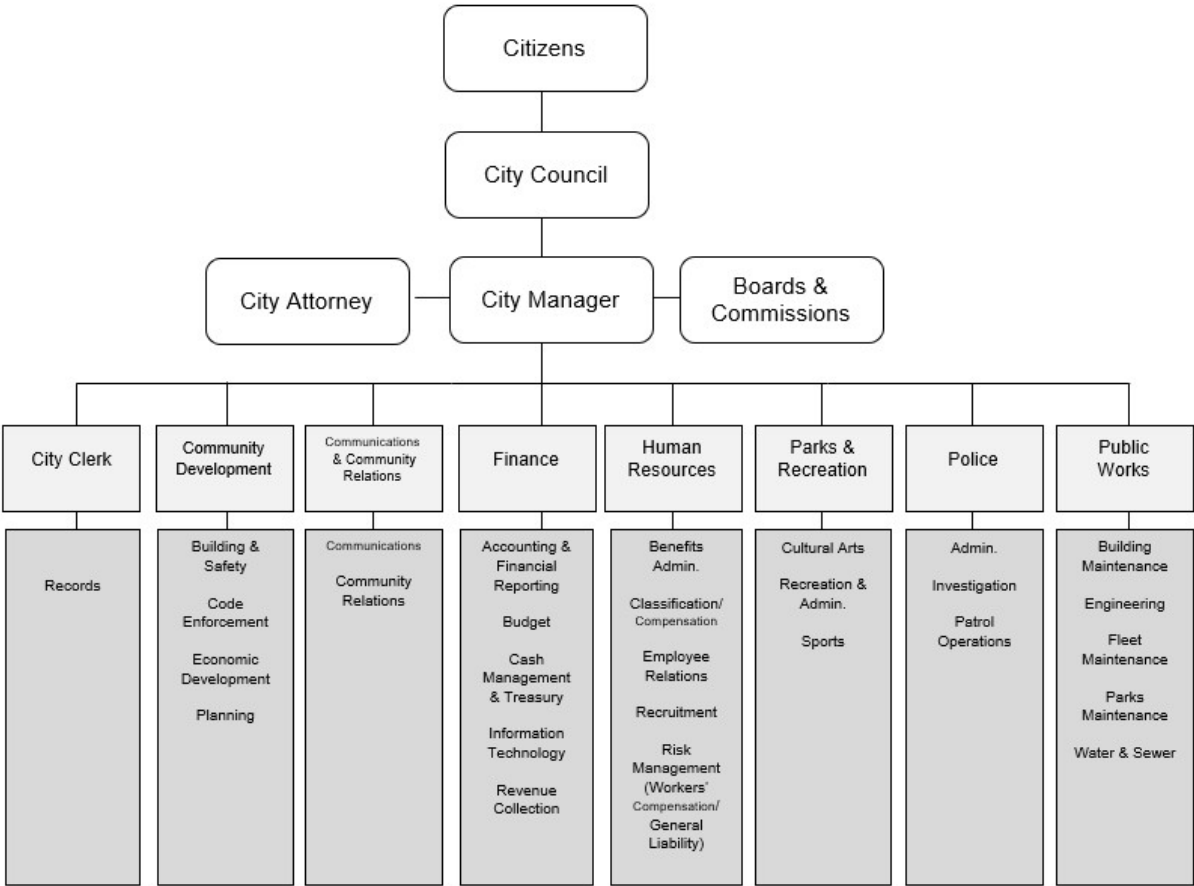 Citizens
City Council
City Attorney
City Manager
Boards &
Commissions
City Clerk
Community
Development
Communications
& Community
Relations
Finance
Human
Resources
Parks &
Recreation
Police
Public
Works
Records
Building &
Safety
Code
Enforcement
Economic
Development
Planning
Communications
Community
Relations
Accounting &
Financial
Reporting
Budget
Cash
Management
& Treasury
Information
Technology
Revenue
Collection
Benefits
Admin.
Classification/
Compensation
Employee
Relations
Recruitment
Risk
Management
(Workers'
Compensation/
General
Liability)
Cultural Arts
Recreation &
Admin.
Sports
Admin.
Investigation
Patrol
Operations
Building
Maintenance
Engineering
Fleet
Maintenance
Parks
Maintenance
Water & Sewer